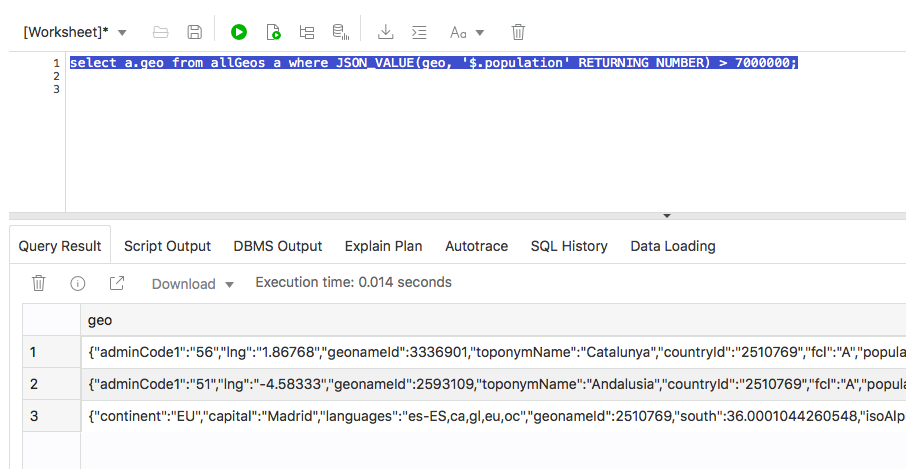 [Worksheet]*
Aa
1 select a.geo from allGeos a where JSON_VALUE(geo, '$.population' RETURNING NUMBER) > 7000000;
2
3
Query Result Script Output DBMS Output Explain Plan Autotrace SQL History Data Loading
Download Execution time: 0.014 seconds
geo
1 {"adminCode1":"56","lng":"1.86768","geonameId":3336901,"toponymName":"Catalunya","countryId":"2510769","fcl":"A","popula
2 {"adminCode1":"51","lng":"-4.58333","geonameId":2593109,"toponymName":"Andalusia","countryId":"2510769","fcl":"A","popula
3 {"continent":"EU","capital":"Madrid","languages":"es-ES,ca,gl,eu,oc","geonameId":2510769,"south":36.0001044260548,"isoAlp